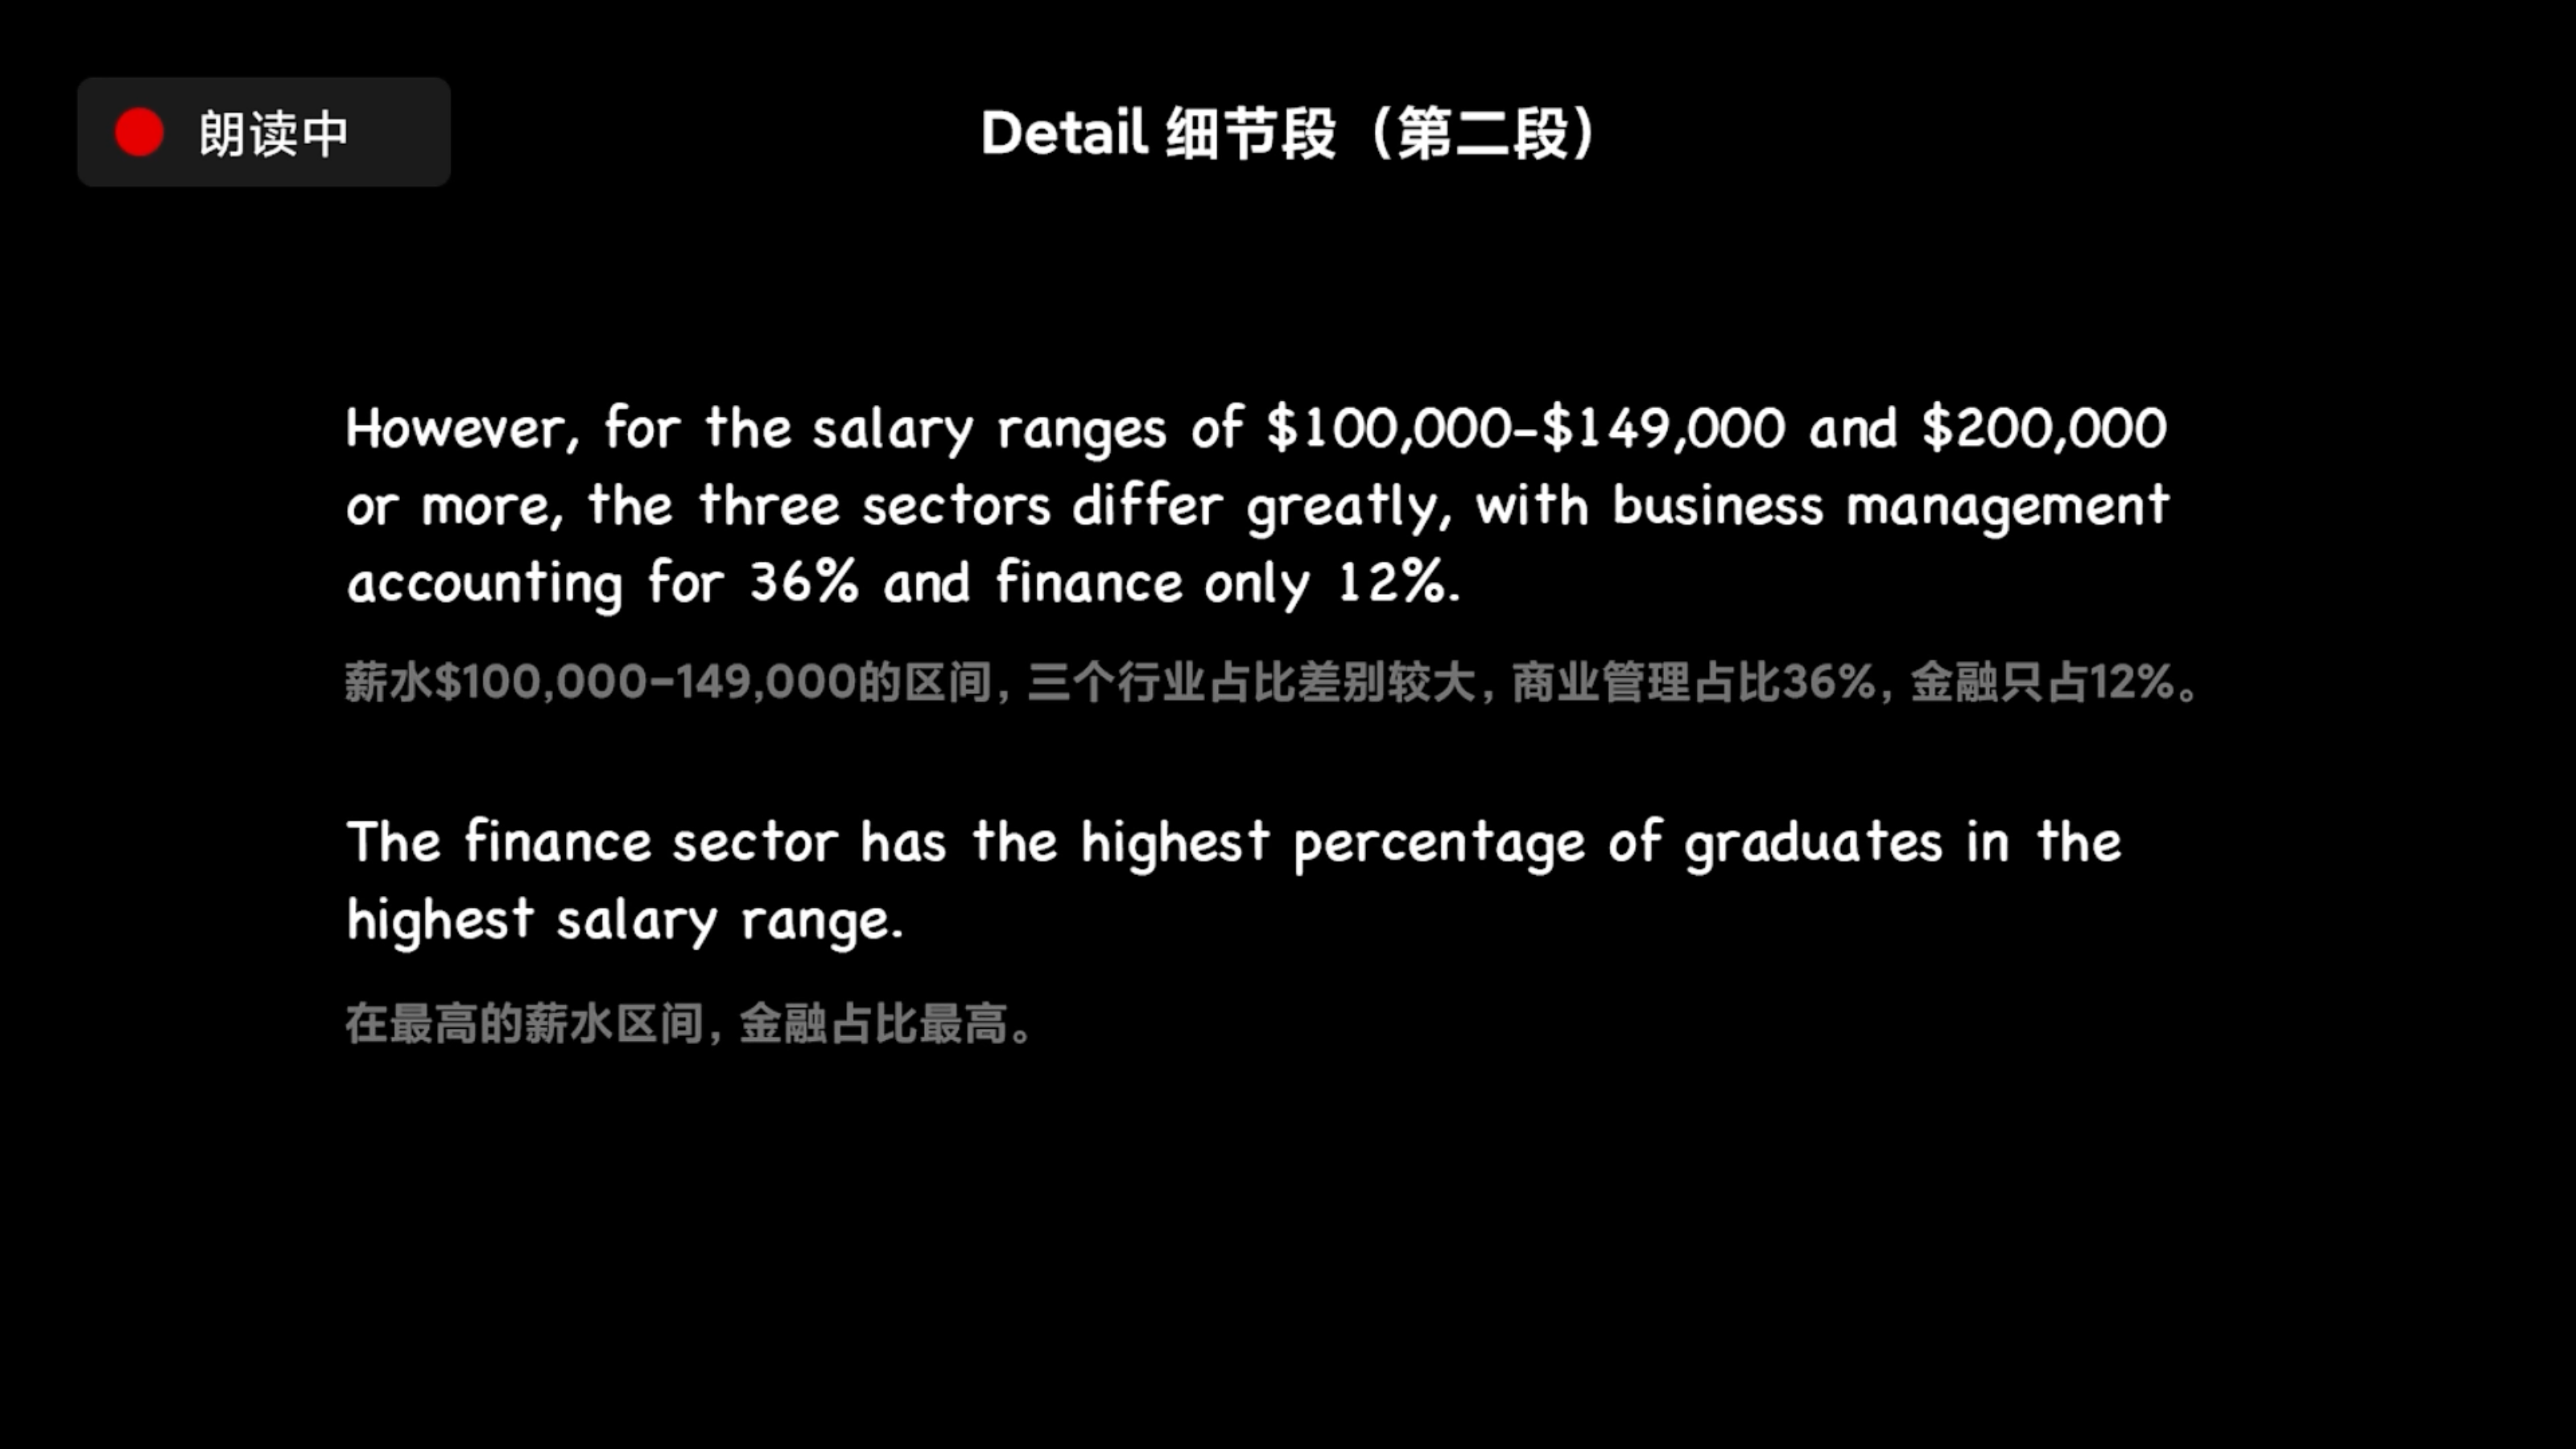 朗读中
Detail 细节段（第二段）
However, for the salary ranges of $100,000-$149,000 and $200,000
or more, the three sectors differ greatly, with business management
accounting for 36% and finance only 12%.
薪水$100,000-149,000的区间，三个行业占比差别较大，商业管理占比36%，金融只占12%。
The finance sector has the highest percentage of graduates in the
highest salary range.
在最高的薪水区间，金融占比最高。